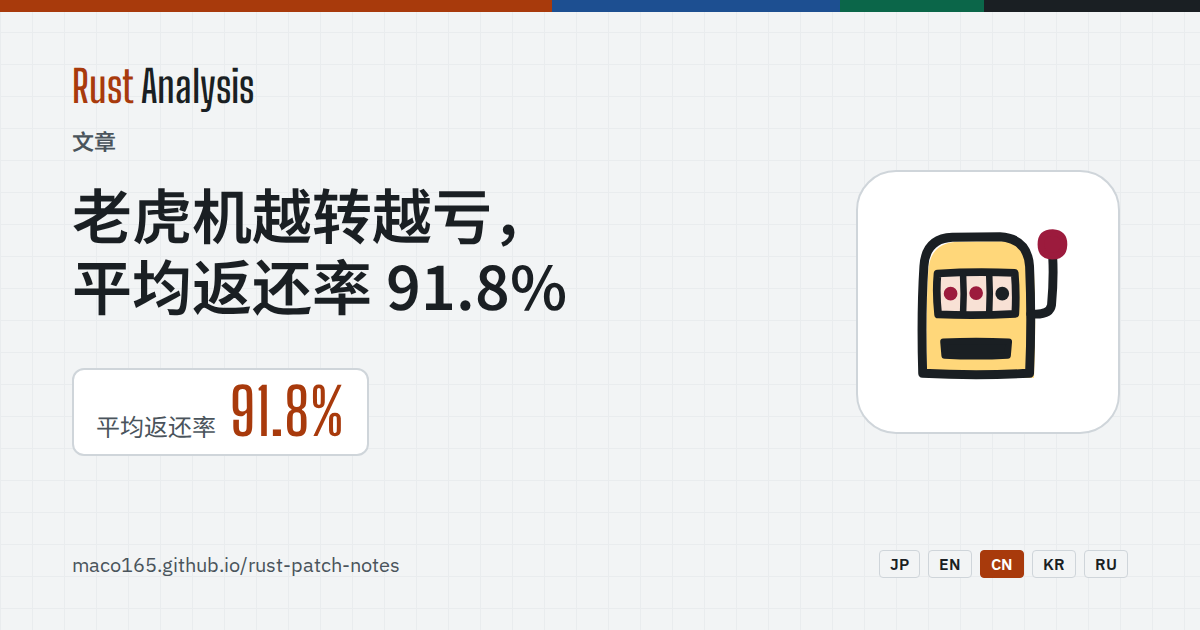 Rust Analysis
文章
老虎机越转越亏，
平均返还率 91.8%
平均返还率 91.8%
maco165.github.io/rust-patch-notes
JP EN CN KR RU